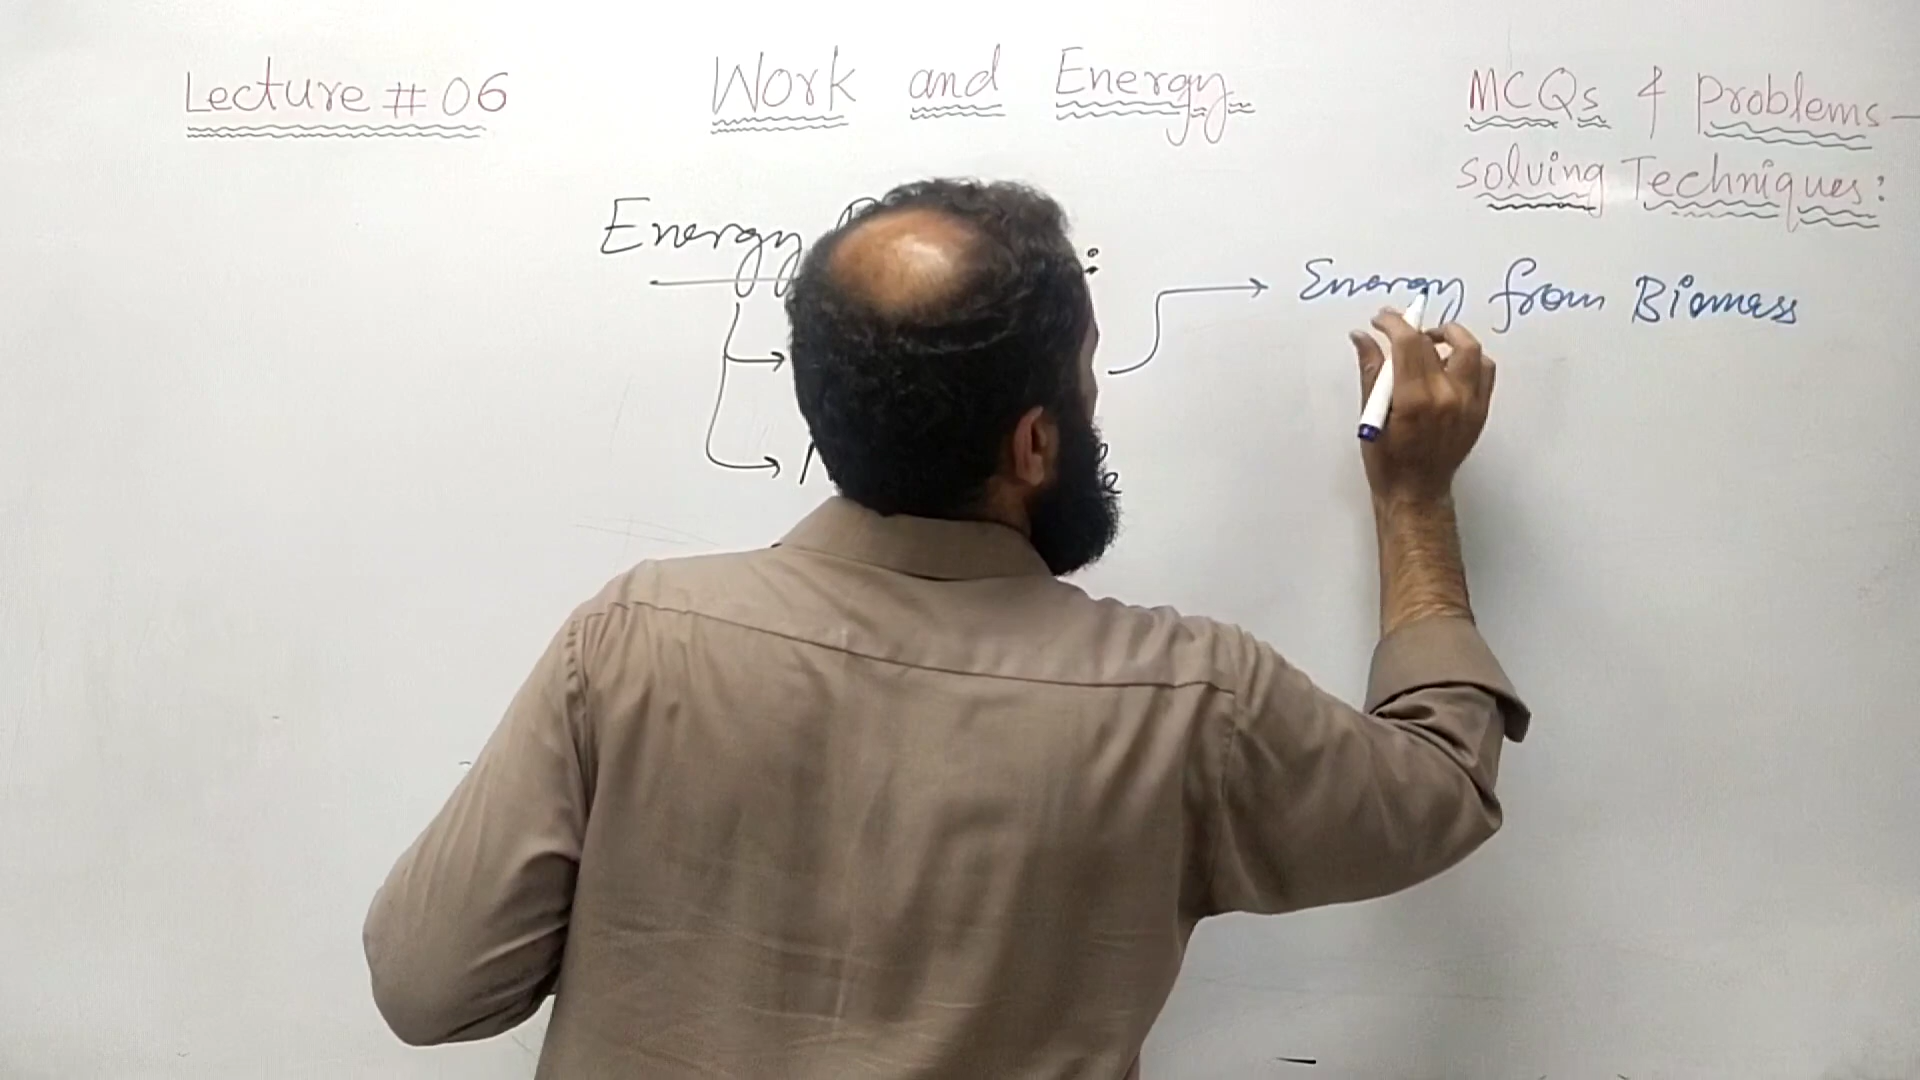 Lecture # 06
Work and Energy
MCQs & Problems-
solving Techniques:
Energy
Energy from Biomass